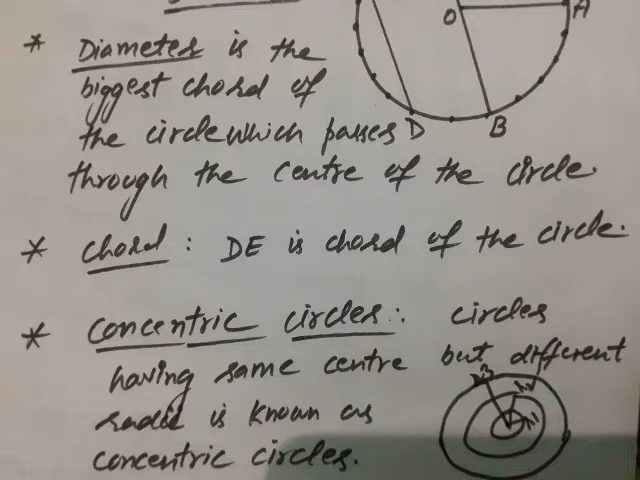 O A
* Diameter is the
biggest chord of
the circle which passes D B
through the centre of the circle.
* Chord : DE is chord of the circle.
* Concentric circles : circles
having same centre but different
radii is known as
concentric circles.